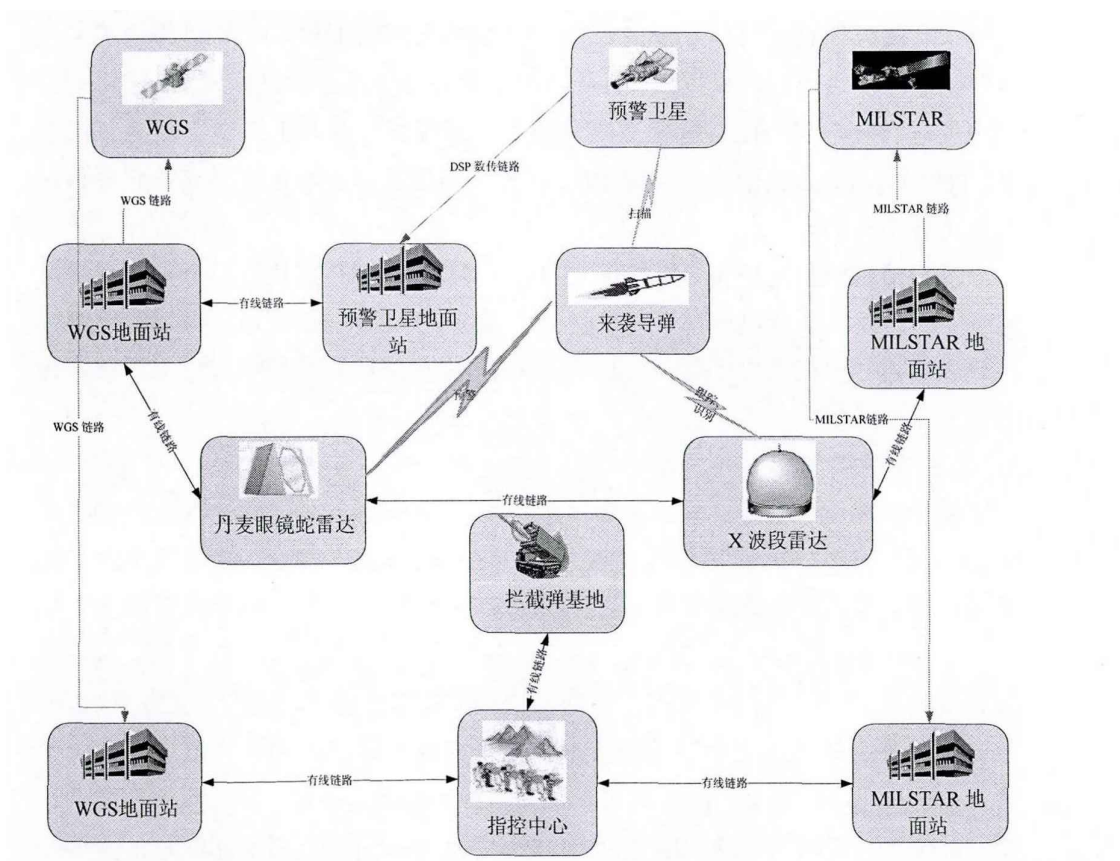 WGS
预警卫星
MILSTAR
DSP 数传链路
WGS 链路
扫描
MILSTAR 链路
WGS地面站
有线链路
预警卫星地面
站
来袭导弹
MILSTAR 地
面站
预警
跟踪
识别
WGS 链路
有线链路
MILSTAR链路
有线链路
丹麦眼镜蛇雷达
有线链路
X 波段雷达
拦截弹基地
有线链路
WGS地面站
有线链路
指控中心
有线链路
MILSTAR 地
面站